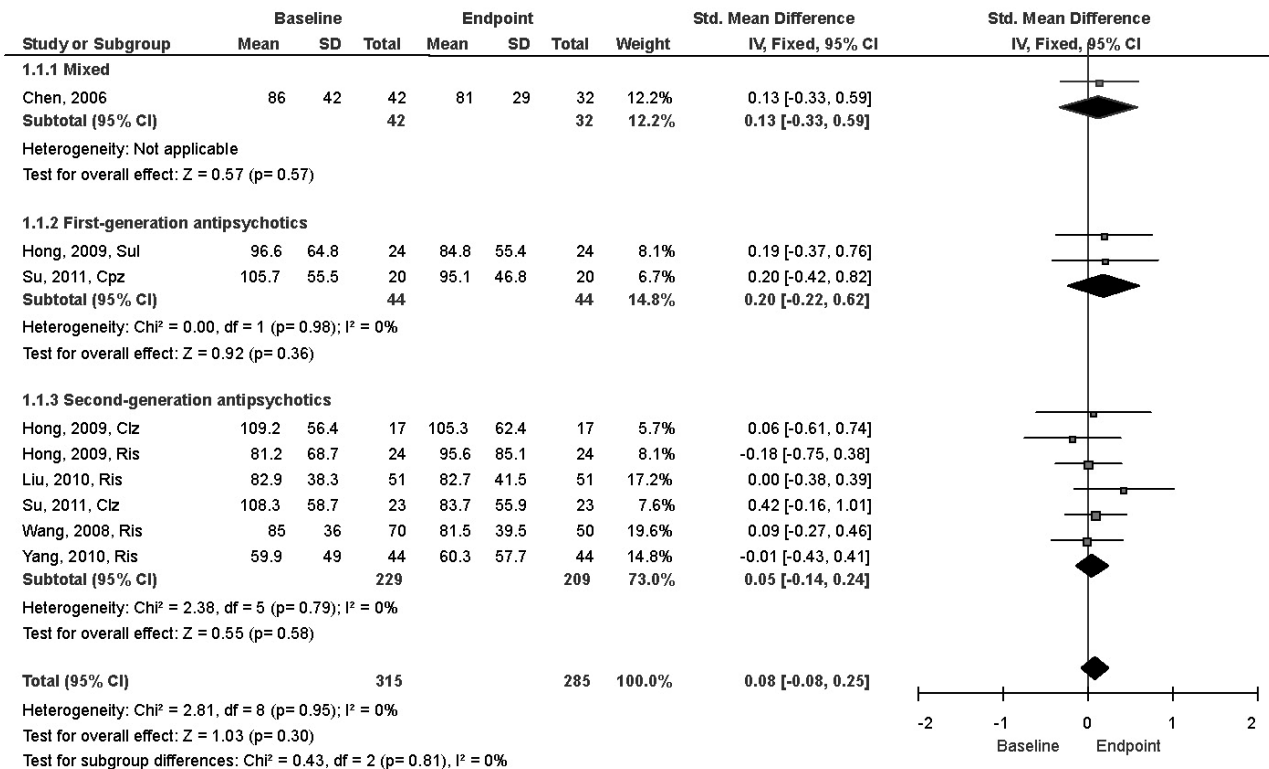 Baseline Endpoint Std. Mean Difference Std. Mean Difference
Study or Subgroup Mean SD Total Mean SD Total Weight IV, Fixed, 95% CI IV, Fixed, 95% CI
1.1.1 Mixed
Chen, 2006 86 42 42 81 29 32 12.2% 0.13 [-0.33, 0.59]
Subtotal (95% CI) 42 32 12.2% 0.13 [-0.33, 0.59]
Heterogeneity: Not applicable
Test for overall effect: Z = 0.57 (p= 0.57)
1.1.2 First-generation antipsychotics
Hong, 2009, Sul 96.6 64.8 24 84.8 55.4 24 8.1% 0.19 [-0.37, 0.76]
Su, 2011, Cpz 105.7 55.5 20 95.1 46.8 20 6.7% 0.20 [-0.42, 0.82]
Subtotal (95% CI) 44 44 14.8% 0.20 [-0.22, 0.62]
Heterogeneity: Chi² = 0.00, df = 1 (p= 0.98); I² = 0%
Test for overall effect: Z = 0.92 (p= 0.36)
1.1.3 Second-generation antipsychotics
Hong, 2009, Clz 109.2 56.4 17 105.3 62.4 17 5.7% 0.06 [-0.61, 0.74]
Hong, 2009, Ris 81.2 68.7 24 95.6 85.1 24 8.1% -0.18 [-0.75, 0.38]
Liu, 2010, Ris 82.9 38.3 51 82.7 41.5 51 17.2% 0.00 [-0.38, 0.39]
Su, 2011, Clz 108.3 58.7 23 83.7 55.9 23 7.6% 0.42 [-0.16, 1.01]
Wang, 2008, Ris 85 36 70 81.5 39.5 50 19.6% 0.09 [-0.27, 0.46]
Yang, 2010, Ris 59.9 49 44 60.3 57.7 44 14.8% -0.01 [-0.43, 0.41]
Subtotal (95% CI) 229 209 73.0% 0.05 [-0.14, 0.24]
Heterogeneity: Chi² = 2.38, df = 5 (p= 0.79); I² = 0%
Test for overall effect: Z = 0.55 (p= 0.58)
Total (95% CI) 315 285 100.0% 0.08 [-0.08, 0.25]
Heterogeneity: Chi² = 2.81, df = 8 (p= 0.95); I² = 0%
Test for overall effect: Z = 1.03 (p= 0.30)
Test for subgroup differences: Chi² = 0.43, df = 2 (p= 0.81), I² = 0%
-2 -1 0 1 2
Baseline Endpoint